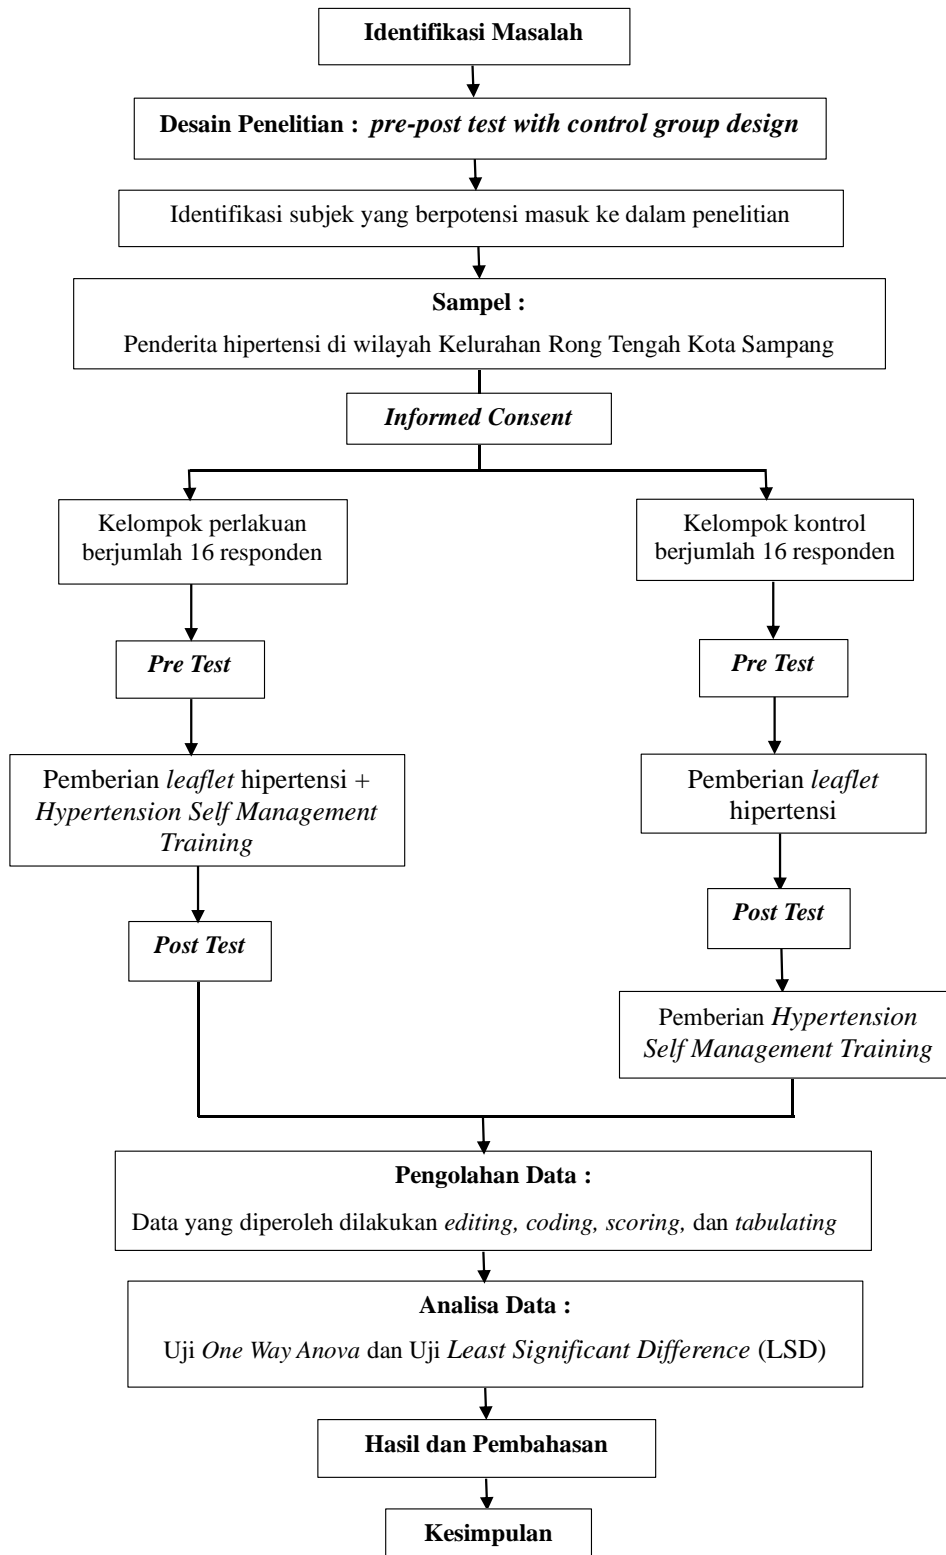 Identifikasi Masalah
Desain Penelitian : pre-post test with control group design
Identifikasi subjek yang berpotensi masuk ke dalam penelitian
Sampel :
Penderita hipertensi di wilayah Kelurahan Rong Tengah Kota Sampang
Informed Consent
Kelompok perlakuan
berjumlah 16 responden
Kelompok kontrol
berjumlah 16 responden
Pre Test
Pre Test
Pemberian leaflet hipertensi +
Hypertension Self Management
Training
Pemberian leaflet
hipertensi
Post Test
Post Test
Pemberian Hypertension
Self Management Training
Pengolahan Data :
Data yang diperoleh dilakukan editing, coding, scoring, dan tabulating
Analisa Data :
Uji One Way Anova dan Uji Least Significant Difference (LSD)
Hasil dan Pembahasan
Kesimpulan